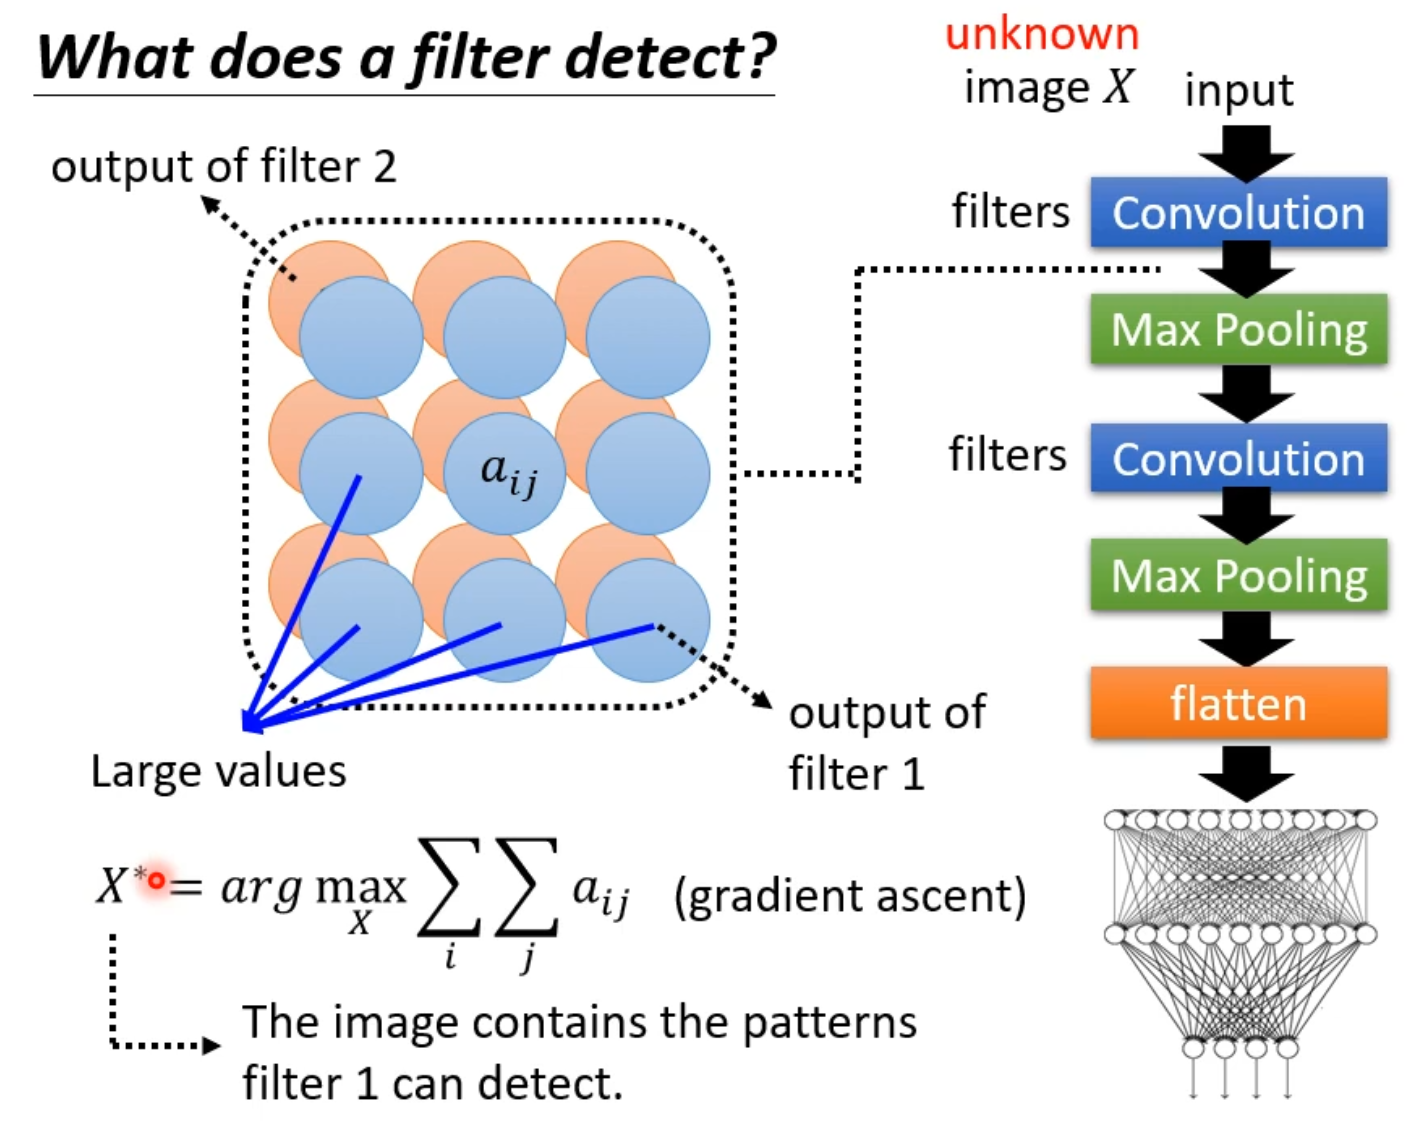 What does a filter detect?
unknown
image X input
output of filter 2
filters Convolution
Max Pooling
filters Convolution
a_{ij}
Max Pooling
flatten
output of
filter 1
Large values
X^* = arg max_X ∑_i ∑_j a_{ij} (gradient ascent)
The image contains the patterns
filter 1 can detect.